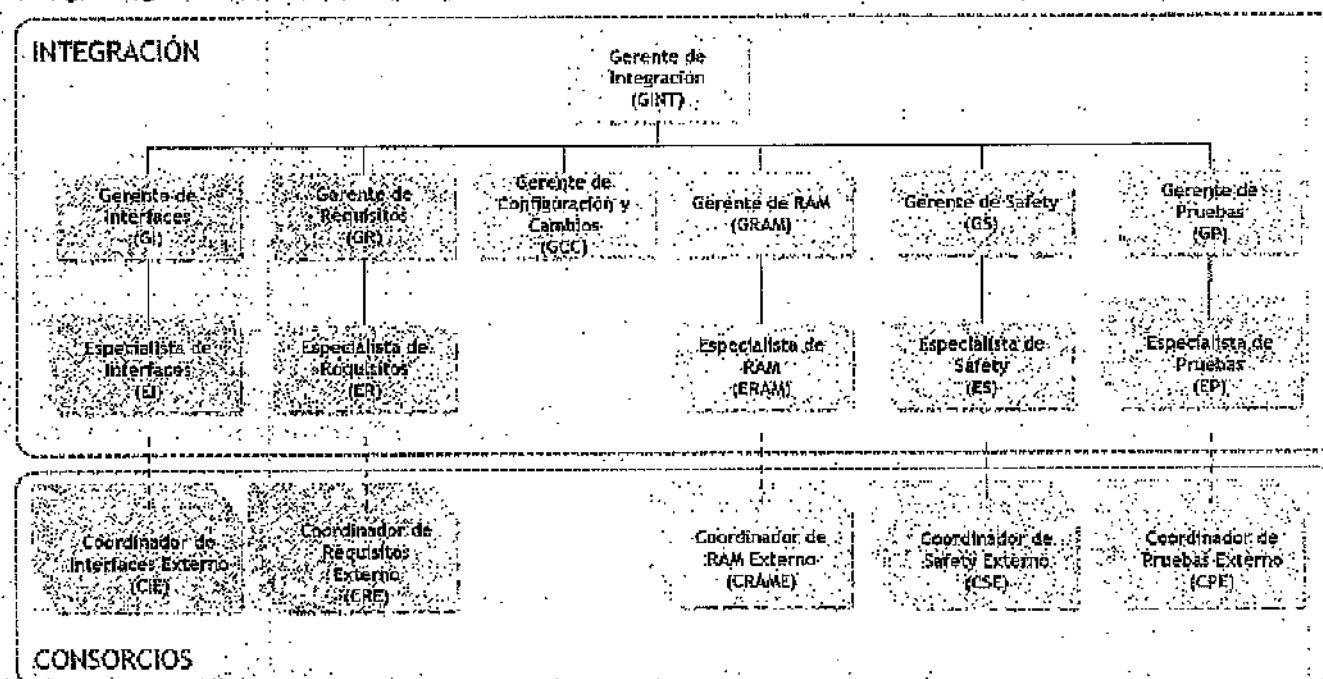 INTEGRACIÓN
Gerente de
Integración
(GINT)
Gerente de
Interfaces
(GI)
Gerente de
Requisitos
(GR)
Gerente de
Configuración y
Cambios
(GCC)
Gerente de RAM
(GRAM)
Gerente de Safety
(GS)
Gerente de
Pruebas
(GP)
Especialista de
Interfaces
(EI)
Especialista de
Requisitos
(ER)
Especialista de
RAM
(ERAM)
Especialista de
Safety
(ES)
Especialista de
Pruebas
(EP)
Coordinador de
Interfaces Externo
(CIE)
Coordinador de
Requisitos
Externo
(CRE)
Coordinador de
RAM Externo
(CRAME)
Coordinador de
Safety Externo
(CSE)
Coordinador de
Pruebas Externo
(CPE)
CONSORCIOS